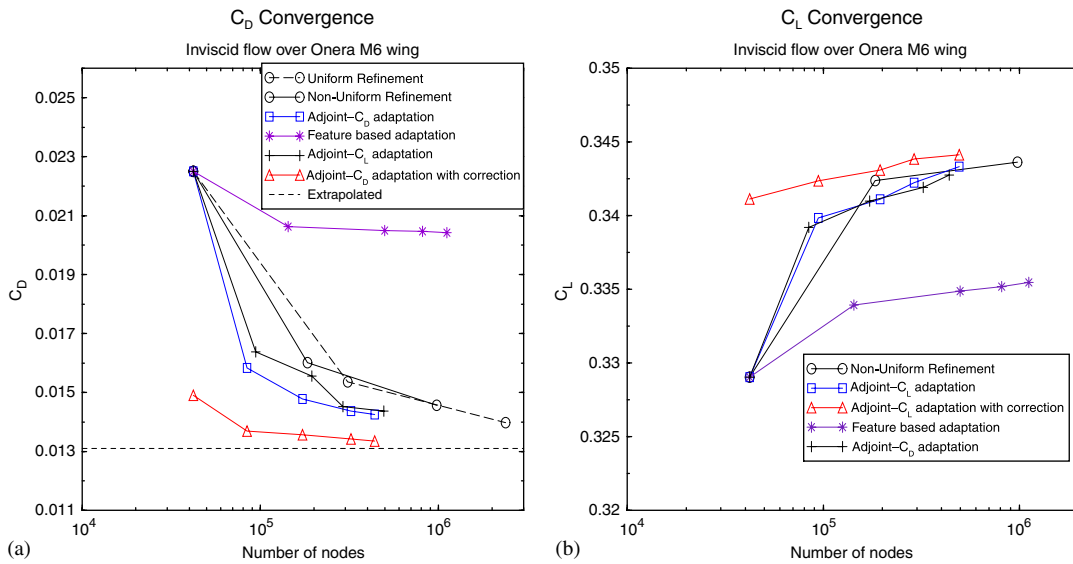 C_D Convergence
Inviscid flow over Onera M6 wing
Uniform Refinement
Non-Uniform Refinement
Adjoint–C_D adaptation
Feature based adaptation
Adjoint–C_L adaptation
Adjoint–C_D adaptation with correction
Extrapolated
0.025
0.023
0.021
0.019
0.017
0.015
0.013
0.011
C_D
10^4
10^5
10^6
Number of nodes
(a)
C_L Convergence
Inviscid flow over Onera M6 wing
0.35
0.345
0.34
0.335
0.33
0.325
0.32
C_L
Non-Uniform Refinement
Adjoint–C_L adaptation
Adjoint–C_L adaptation with correction
Feature based adaptation
Adjoint–C_D adaptation
10^4
10^5
10^6
Number of nodes
(b)